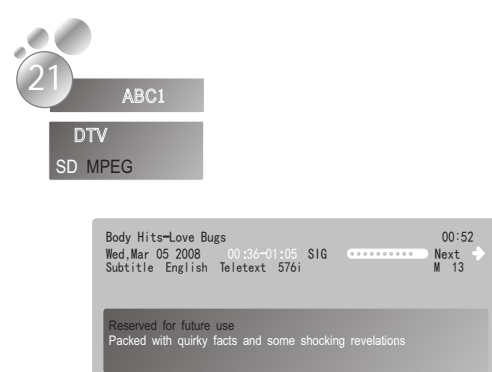 21
ABC1
DTV
SD MPEG
Body Hits-Love Bugs 00:52
Wed,Mar 05 2008 00:36-01:05 SIG Next
Subtitle English Teletext 576i M 13
Reserved for future use
Packed with quirky facts and some shocking revelations